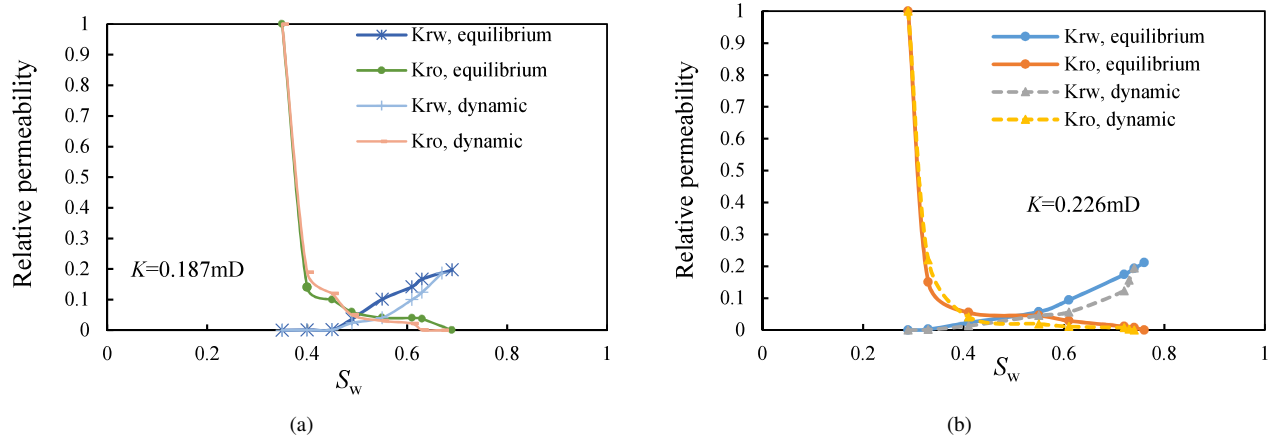 Relative permeability
1
0.9
0.8
0.7
0.6
0.5
0.4
0.3
0.2
0.1
0
0
0.2
0.4
0.6
0.8
1
Sw
Krw, equilibrium
Kro, equilibrium
Krw, dynamic
Kro, dynamic
K=0.187mD
(a)
Relative permeability
1
0.9
0.8
0.7
0.6
0.5
0.4
0.3
0.2
0.1
0
0
0.2
0.4
0.6
0.8
1
Sw
Krw, equilibrium
Kro, equilibrium
Krw, dynamic
Kro, dynamic
K=0.226mD
(b)